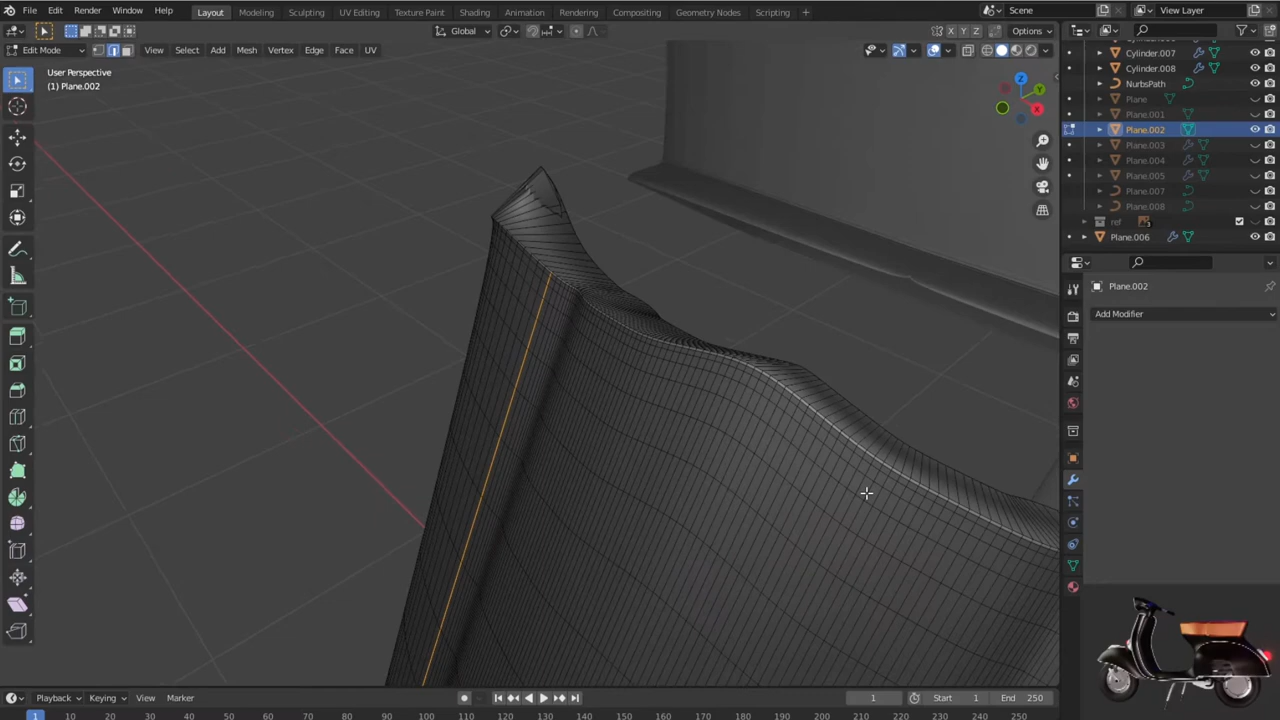 File Edit Render Window Help Layout Modeling Sculpting UV Editing Texture Paint Shading Animation Rendering Compositing Geometry Nodes Scripting + Scene View Layer
Global X Y Z Options
Edit Mode View Select Add Mesh Vertex Edge Face UV
User Perspective
(1) Plane.002
Z
Y
X
Cylinder.007
Cylinder.008
NurbsPath
Plane
Plane.001
Plane.002
Plane.003
Plane.004
Plane.005
Plane.007
Plane.008
ref
Plane.006
Plane.002
Add Modifier
Playback Keying View Marker 1 Start 1 End 250
1 10 20 30 40 50 60 70 80 90 100 110 120 130 140 150 160 170 180 190 200 210 220 230 240 250